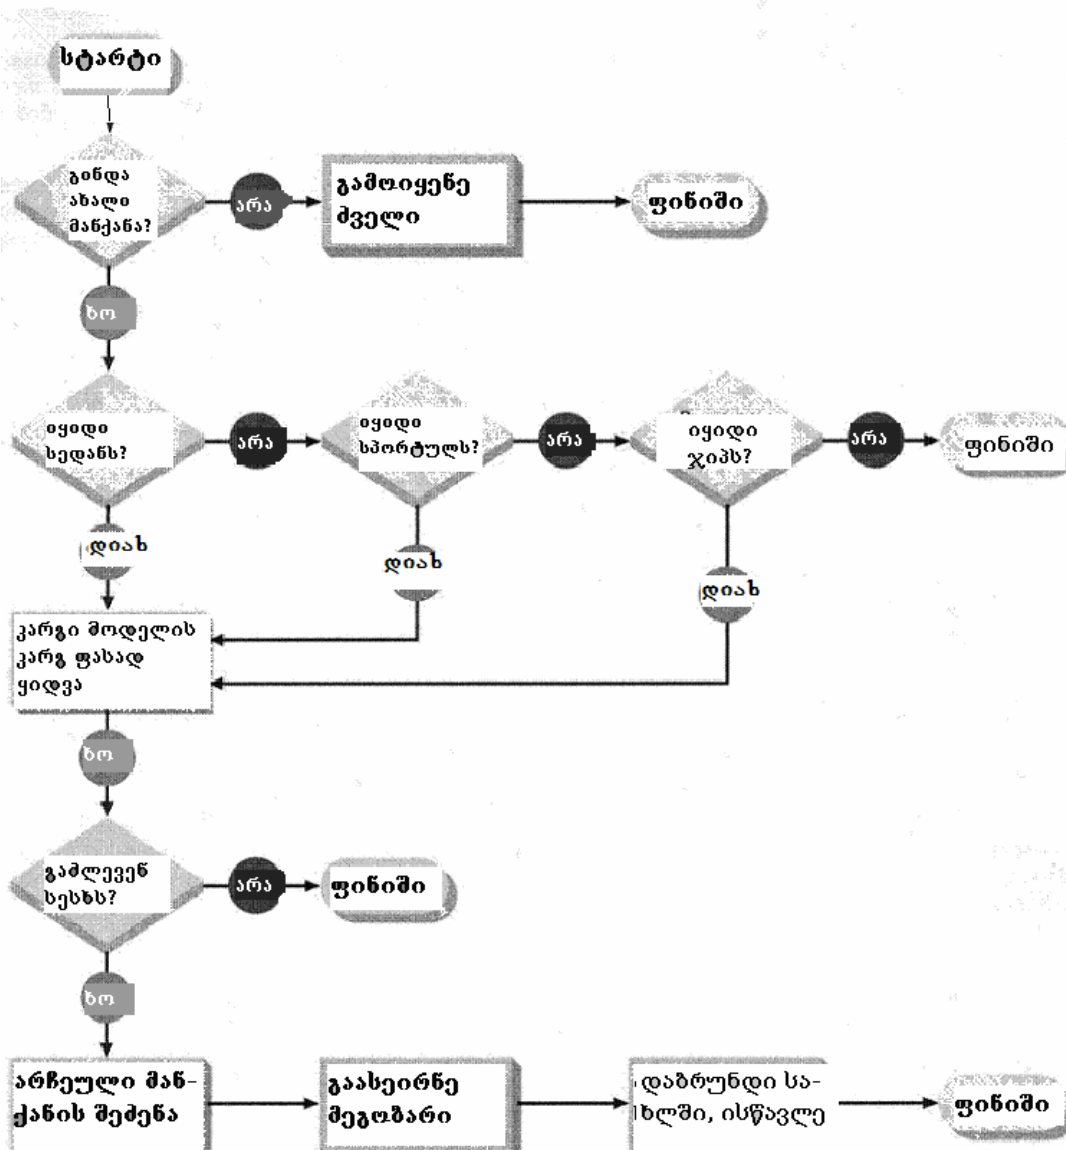 სტარტი
გინდა
ახალი
მანქანა?
არა
გამოიყენე
ძველი
ფინიში
ხო
იყიდი
სედანს?
არა
იყიდი
სპორტულს?
არა
იყიდი
ჯიპს?
არა
ფინიში
დიახ
დიახ
დიახ
კარგი მოდელის
კარგ ფასად
ყიდვა
ხო
გაძლევენ
სესხს?
არა
ფინიში
ხო
არჩეული მან-
ქანის შეძენა
გაასეირნე
მეგობარი
დაბრუნდი სა-
ხლში, ისწავლე
ფინიში